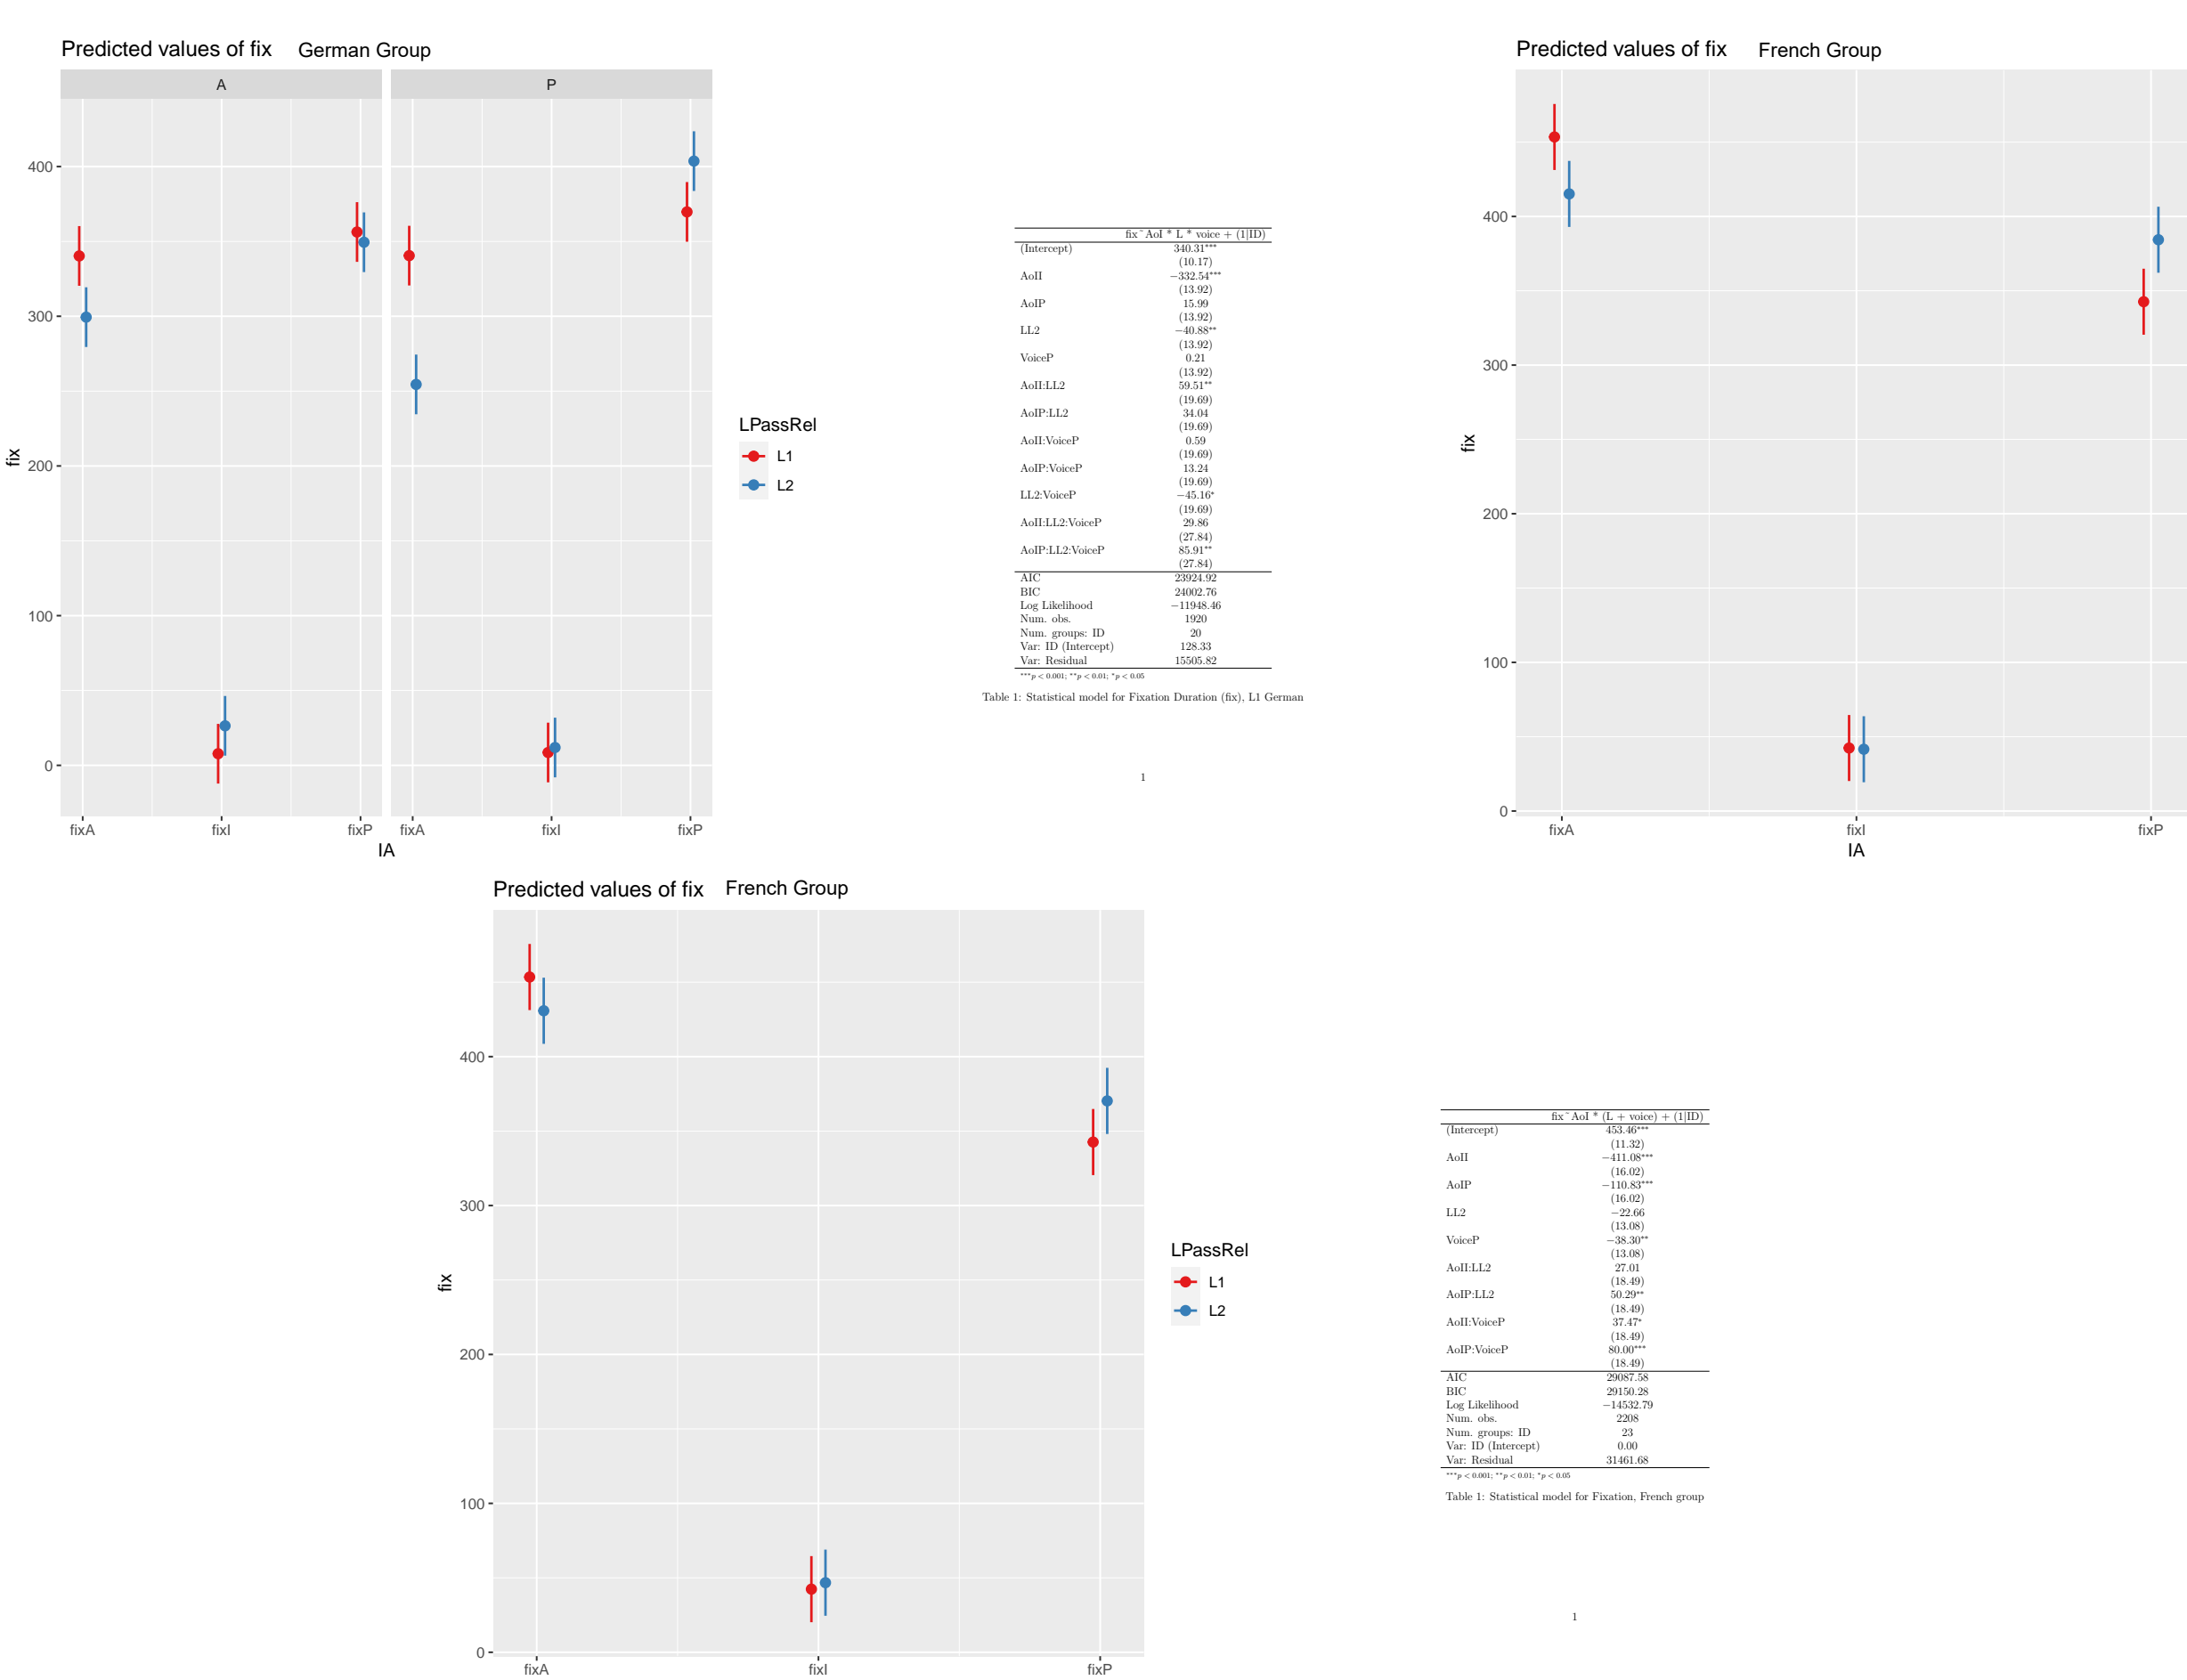 Predicted values of fix German Group
A P
400
300
200
100
0
fix
fixA fixI fixP fixA fixI fixP
IA
LPassRel
L1
L2
fix˜AoI * L * voice + (1|ID)
(Intercept) 340.31***
(10.17)
AoII −332.54***
(13.92)
AoIP 15.99
(13.92)
LL2 −40.88**
(13.92)
VoiceP 0.21
(13.92)
AoII:LL2 59.51**
(19.69)
AoIP:LL2 34.04
(19.69)
AoII:VoiceP 0.59
(19.69)
AoIP:VoiceP 13.24
(19.69)
LL2:VoiceP −45.16*
(19.69)
AoII:LL2:VoiceP 29.86
(27.84)
AoIP:LL2:VoiceP 85.91**
(27.84)
AIC 23924.92
BIC 24002.76
Log Likelihood −11948.46
Num. obs. 1920
Num. groups: ID 20
Var: ID (Intercept) 128.33
Var: Residual 15505.82
***p < 0.001; **p < 0.01; *p < 0.05
Table 1: Statistical model for Fixation Duration (fix), L1 German
1
Predicted values of fix French Group
400
300
200
100
0
fix
fixA fixI fixP
IA
Predicted values of fix French Group
400
300
200
100
0
fix
fixA fixI fixP
LPassRel
L1
L2
fix˜AoI * (L + voice) + (1|ID)
(Intercept) 453.46***
(11.32)
AoII −411.08***
(16.02)
AoIP −110.83***
(16.02)
LL2 −22.66
(13.08)
VoiceP −38.30**
(13.08)
AoII:LL2 27.01
(18.49)
AoIP:LL2 50.29**
(18.49)
AoII:VoiceP 37.47*
(18.49)
AoIP:VoiceP 80.00***
(18.49)
AIC 29087.58
BIC 29150.28
Log Likelihood −14532.79
Num. obs. 2208
Num. groups: ID 23
Var: ID (Intercept) 0.00
Var: Residual 31461.68
***p < 0.001; **p < 0.01; *p < 0.05
Table 1: Statistical model for Fixation, French group
1